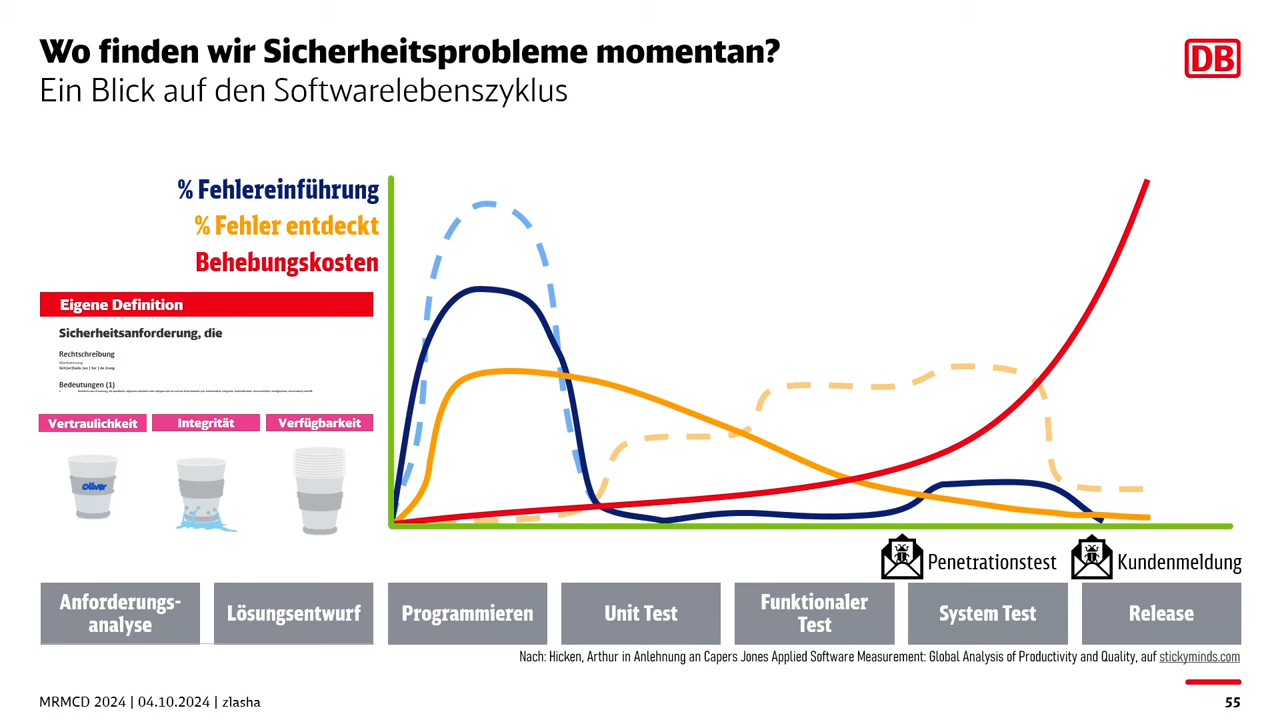 Wo finden wir Sicherheitsprobleme momentan?
Ein Blick auf den Softwarelebenszyklus
DB
% Fehlereinführung
% Fehler entdeckt
Behebungskosten
Eigene Definition
Sicherheitsanforderung, die
Rechtschreibung
Bedeutungen (1)
Vertraulichkeit
Integrität
Verfügbarkeit
Oliver
Penetrationstest
Kundenmeldung
Anforderungs-
analyse
Lösungsentwurf
Programmieren
Unit Test
Funktionaler
Test
System Test
Release
Nach: Hicken, Arthur in Anlehnung an Capers Jones Applied Software Measurement: Global Analysis of Productivity and Quality, auf stickyminds.com
MRMCD 2024 | 04.10.2024 | zlasha
55